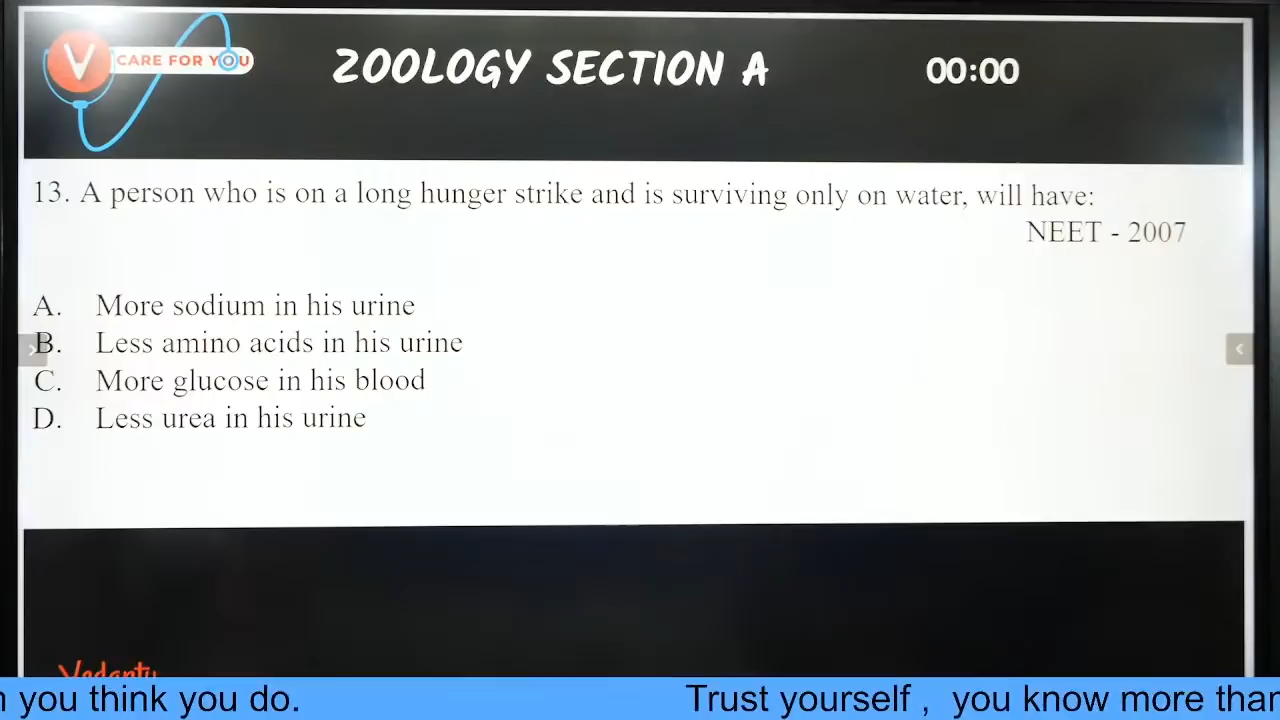 V
CARE FOR YOU
ZOOLOGY SECTION A
00:00
13. A person who is on a long hunger strike and is surviving only on water, will have:
NEET - 2007
A. More sodium in his urine
B. Less amino acids in his urine
C. More glucose in his blood
D. Less urea in his urine
you think you do.
Trust yourself , you know more than